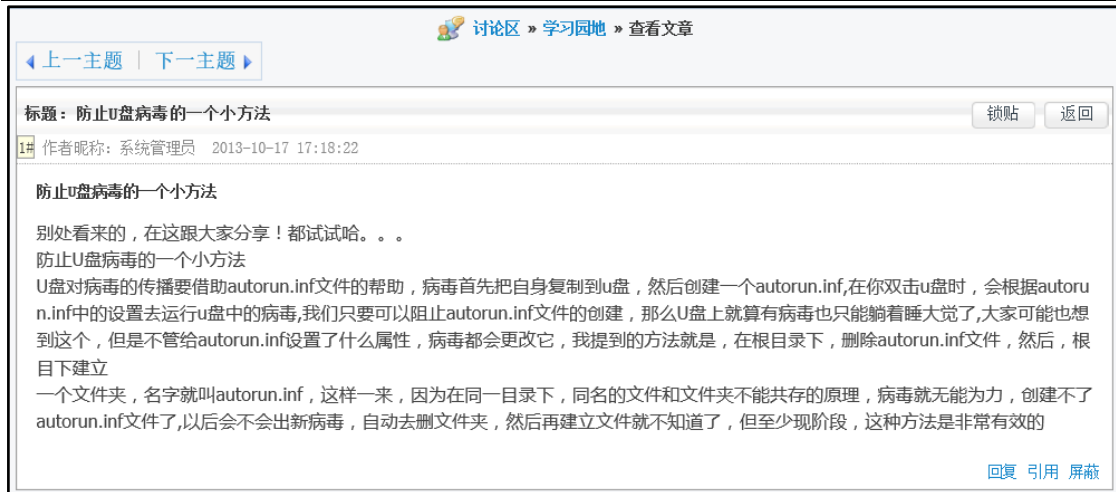 讨论区 » 学习园地 » 查看文章
上一主题 | 下一主题
标题：防止U盘病毒的一个小方法 锁贴 返回
1# 作者昵称：系统管理员 2013-10-17 17:18:22
防止U盘病毒的一个小方法
别处看来的，在这跟大家分享！都试试哈。。。
防止U盘病毒的一个小方法
U盘对病毒的传播要借助autorun.inf文件的帮助，病毒首先把自身复制到u盘，然后创建一个autorun.inf,在你双击u盘时，会根据autoru
n.inf中的设置去运行u盘中的病毒,我们只要可以阻止autorun.inf文件的创建，那么U盘上就算有病毒也只能躺着睡大觉了,大家可能也想
到这个，但是不管给autorun.inf设置了什么属性，病毒都会更改它，我提到的方法就是，在根目录下，删除autorun.inf文件，然后，根
目下建立
一个文件夹，名字就叫autorun.inf，这样一来，因为在同一目录下，同名的文件和文件夹不能共存的原理，病毒就无能为力，创建不了
autorun.inf文件了,以后会不会出新病毒，自动去删文件夹，然后再建立文件就不知道了，但至少现阶段，这种方法是非常有效的
回复 引用 屏蔽